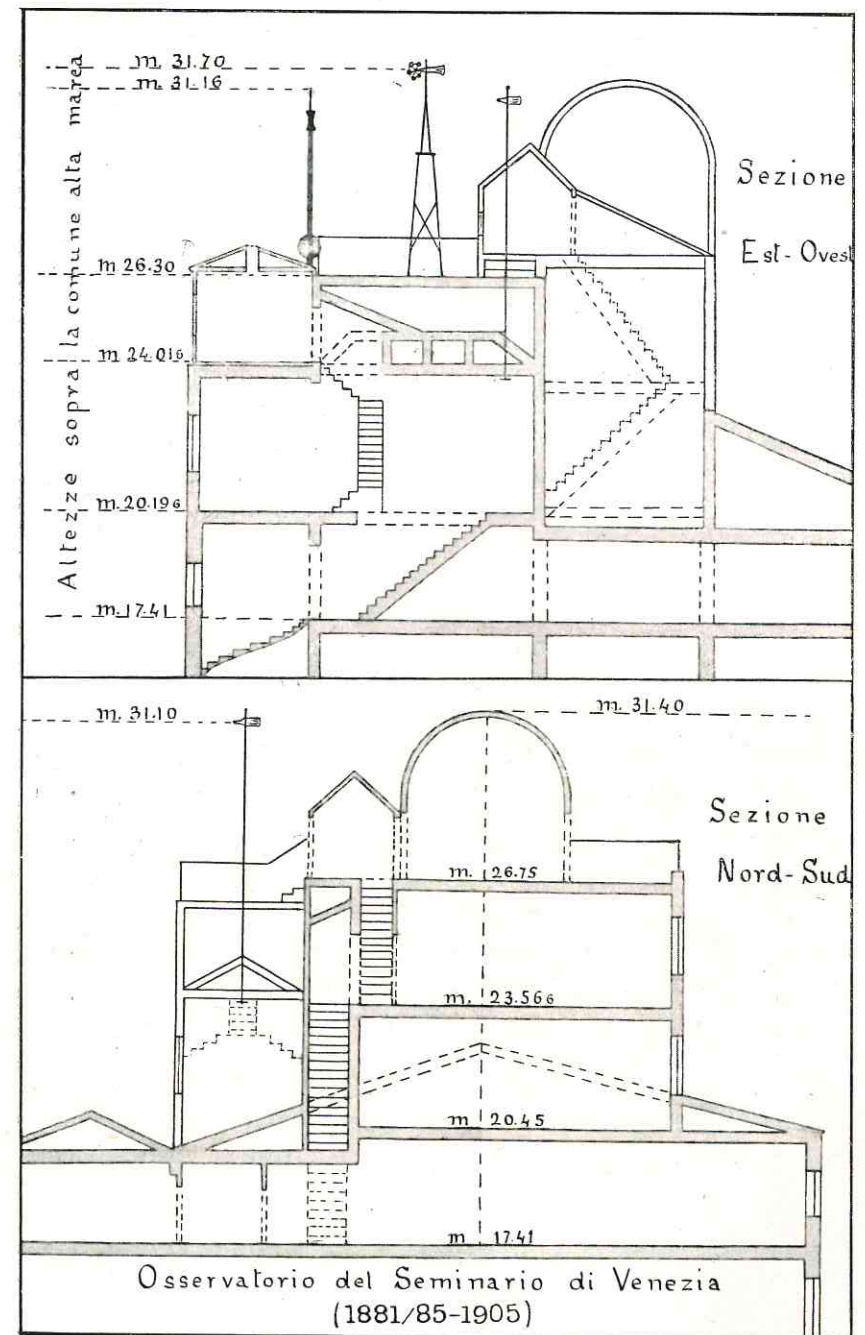 m. 31.70
m. 31.16
Altezze sopra la comune alta marea
Sezione
Est-Ovest
m 26.30
m 24.016
m. 20.196
m. 17.41
m. 31.10
m. 31.40
Sezione
Nord-Sud
m. 26.75
m. 23.566
m 20.45
m 17.41
Osservatorio del Seminario di Venezia
(1881/85-1905)